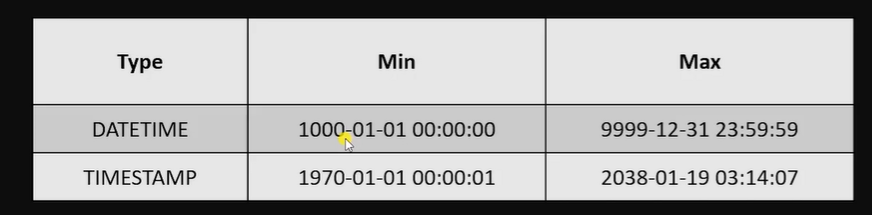 Type Min Max
DATETIME 1000-01-01 00:00:00 9999-12-31 23:59:59
TIMESTAMP 1970-01-01 00:00:01 2038-01-19 03:14:07